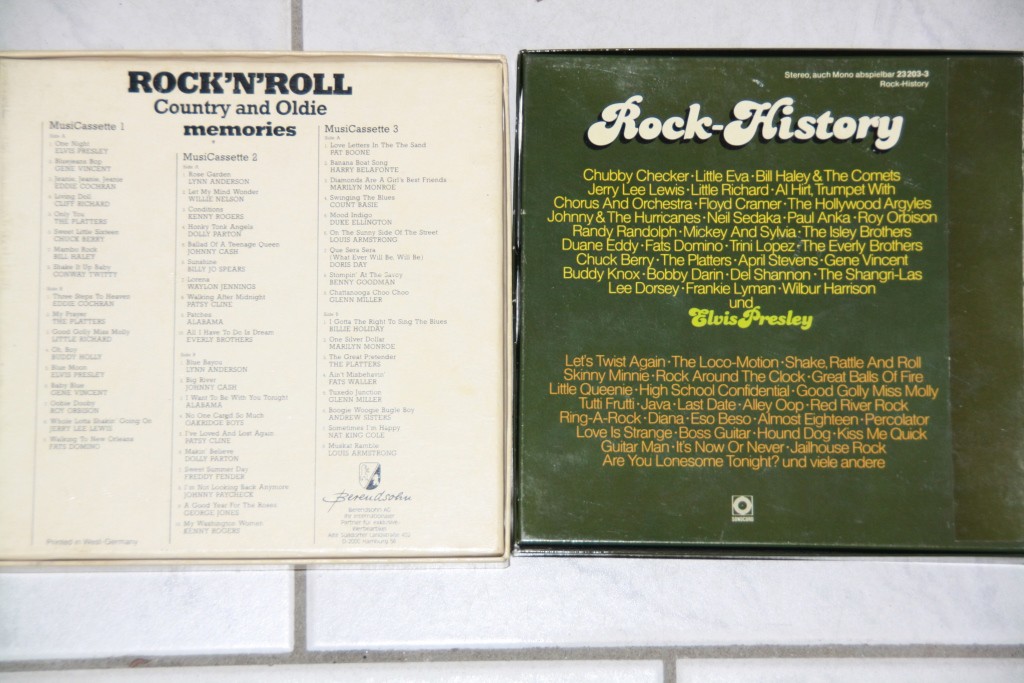 ROCK'N'ROLL
Country and Oldie
memories
MusiCassette 1
Side A
One Night
ELVIS PRESLEY
Bluejeans Bop
GENE VINCENT
Jeanie, Jeanie, Jeanie
EDDIE COCHRAN
Loving Doll
CLIFF RICHARD
Only You
THE PLATTERS
Sweet Little Sixteen
CHUCK BERRY
Mambo Rock
BILL HALEY
Shake It Up Baby
CONWAY TWITTY
Three Steps To Heaven
EDDIE COCHRAN
My Prayer
THE PLATTERS
Good Golly Miss Molly
LITTLE RICHARD
Oh, Boy
BUDDY HOLLY
Blue Moon
ELVIS PRESLEY
Baby Blue
GENE VINCENT
Oobie Dooby
ROY ORBISON
Whole Lotta Shakin' Going On
JERRY LEE LEWIS
Walking To New Orleans
FATS DOMINO
Printed in West-Germany
MusiCassette 2
Side A
Rose Garden
LYNN ANDERSON
Let My Mind Wonder
WILLIE NELSON
Conditions
KENNY ROGERS
Honky Tonk Angels
DOLLY PARTON
Ballad Of A Teenage Queen
JOHNNY CASH
Sunshine
BILLY JO SPEARS
Lorena
WAYLON JENNINGS
Walking After Midnight
PATSY CLINE
Patches
ALABAMA
All I Have To Do Is Dream
EVERLY BROTHERS
Blue Bayou
LYNN ANDERSON
Big River
JOHNNY CASH
I Want To Be With You Tonight
ALABAMA
No One Cargil So Much
OAKRIDGE BOYS
I've Loved And Lost Again
PATSY CLINE
Makin' Believe
DOLLY PARTON
Sweet Summer Day
FREDDY FENDER
I'm Not Looking Back Anymore
JOHNNY PAYCHECK
A Good Year For The Roses
GEORGE JONES
My Washington Woman
KENNY ROGERS
MusiCassette 3
Side A
Love Letters In The The Sand
PAT BOONE
Banana Boat Song
HARRY BELAFONTE
Diamonds Are A Girl's Best Friends
MARILYN MONROE
Swinging The Blues
COUNT BASIE
Mood Indigo
DUKE ELLINGTON
On The Sunny Side Of The Street
LOUIS ARMSTRONG
Que Sera Sera
(What Ever Will Be, Will Be)
DORIS DAY
Stompin' At The Savoy
BENNY GOODMAN
Chattanooga Choo Choo
GLENN MILLER
Side B
I Gotta The Right To Sing The Blues
BILLIE HOLIDAY
One Silver Dollar
MARILYN MONROE
The Great Pretender
THE PLATTERS
Ain't Misbehavin'
FATS WALLER
Tuxedo Junction
GLENN MILLER
Boogie Woogie Bugle Boy
ANDREW SISTERS
Sometimes I'm Happy
NAT KING COLE
Muskat Ramble
LOUIS ARMSTRONG
Berendsohn
Berendsohn AG
Ihr internationaler
Partner für
Stereo, auch Mono abspielbar 23 203-3
Rock-History
Rock-History
Chubby Checker·Little Eva·Bill Haley & The Comets
Jerry Lee Lewis·Little Richard·Al Hirt, Trumpet With
Chorus And Orchestra·Floyd Cramer·The Hollywood Argyles
Johnny & The Hurricanes·Neil Sedaka·Paul Anka·Roy Orbison
Randy Randolph·Mickey And Sylvia·The Isley Brothers
Duane Eddy·Fats Domino·Trini Lopez·The Everly Brothers
Chuck Berry·The Platters·April Stevens·Gene Vincent
Buddy Knox·Bobby Darin·Del Shannon·The Shangri-Las
Lee Dorsey·Frankie Lyman·Wilbur Harrison
und
Elvis Presley
Let's Twist Again·The Loco-Motion·Shake, Rattle And Roll
Skinny Minnie·Rock Around The Clock·Great Balls Of Fire
Little Queenie·High School Confidential·Good Golly Miss Molly
Tutti Frutti·Java·Last Date·Alley Oop·Red River Rock
Ring-A-Rock·Diana·Eso Beso·Almost Eighteen·Percolator
Love Is Strange·Boss Guitar·Hound Dog·Kiss Me Quick
Guitar Man·It's Now Or Never·Jailhouse Rock
Are You Lonesome Tonight? und viele andere
SONOCORD